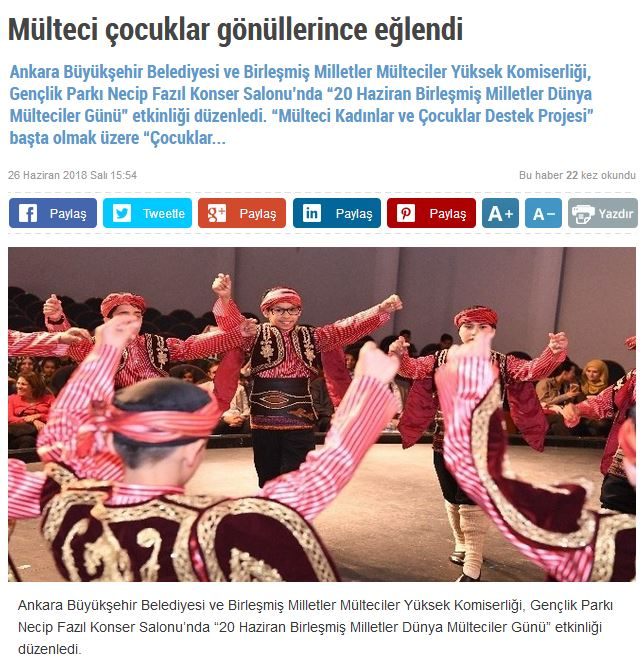 Mülteci çocuklar gönüllerince eğlendi
Ankara Büyükşehir Belediyesi ve Birleşmiş Milletler Mülteciler Yüksek Komiserliği,
Gençlik Parkı Necip Fazıl Konser Salonu’nda “20 Haziran Birleşmiş Milletler Dünya
Mülteciler Günü” etkinliği düzenledi. “Mülteci Kadınlar ve Çocuklar Destek Projesi”
başta olmak üzere “Çocuklar...
26 Haziran 2018 Salı 15:54 Bu haber 22 kez okundu
Paylaş Tweetle Paylaş Paylaş Paylaş A+ A− Yazdır
Ankara Büyükşehir Belediyesi ve Birleşmiş Milletler Mülteciler Yüksek Komiserliği, Gençlik Parkı
Necip Fazıl Konser Salonu’nda “20 Haziran Birleşmiş Milletler Dünya Mülteciler Günü” etkinliği
düzenledi.